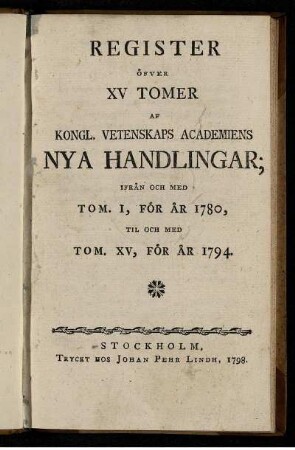 REGISTER
ÖFVER
XV TOMER
AF
KONGL. VETENSKAPS ACADEMIENS
NYA HANDLINGAR;
IFRÅN OCH MED
TOM. I, FÖR ÅR 1780,
TIL OCH MED
TOM. XV, FÖR ÅR 1794.
STOCKHOLM,
TRYCKT HOS JOHAN PEHR LINDH, 1798.